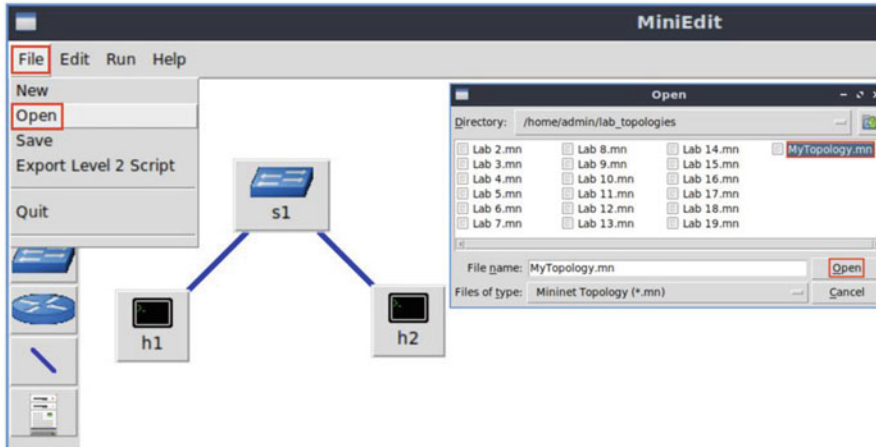 MiniEdit
File Edit Run Help
New
Open
Save
Export Level 2 Script
Quit
s1
h1
h2
Open
Directory: /home/admin/lab_topologies
Lab 2.mn Lab 8.mn Lab 14.mn MyTopology.mn
Lab 3.mn Lab 9.mn Lab 15.mn
Lab 4.mn Lab 10.mn Lab 16.mn
Lab 5.mn Lab 11.mn Lab 17.mn
Lab 6.mn Lab 12.mn Lab 18.mn
Lab 7.mn Lab 13.mn Lab 19.mn
File name: MyTopology.mn Open
Files of type: Mininet Topology (*.mn) Cancel